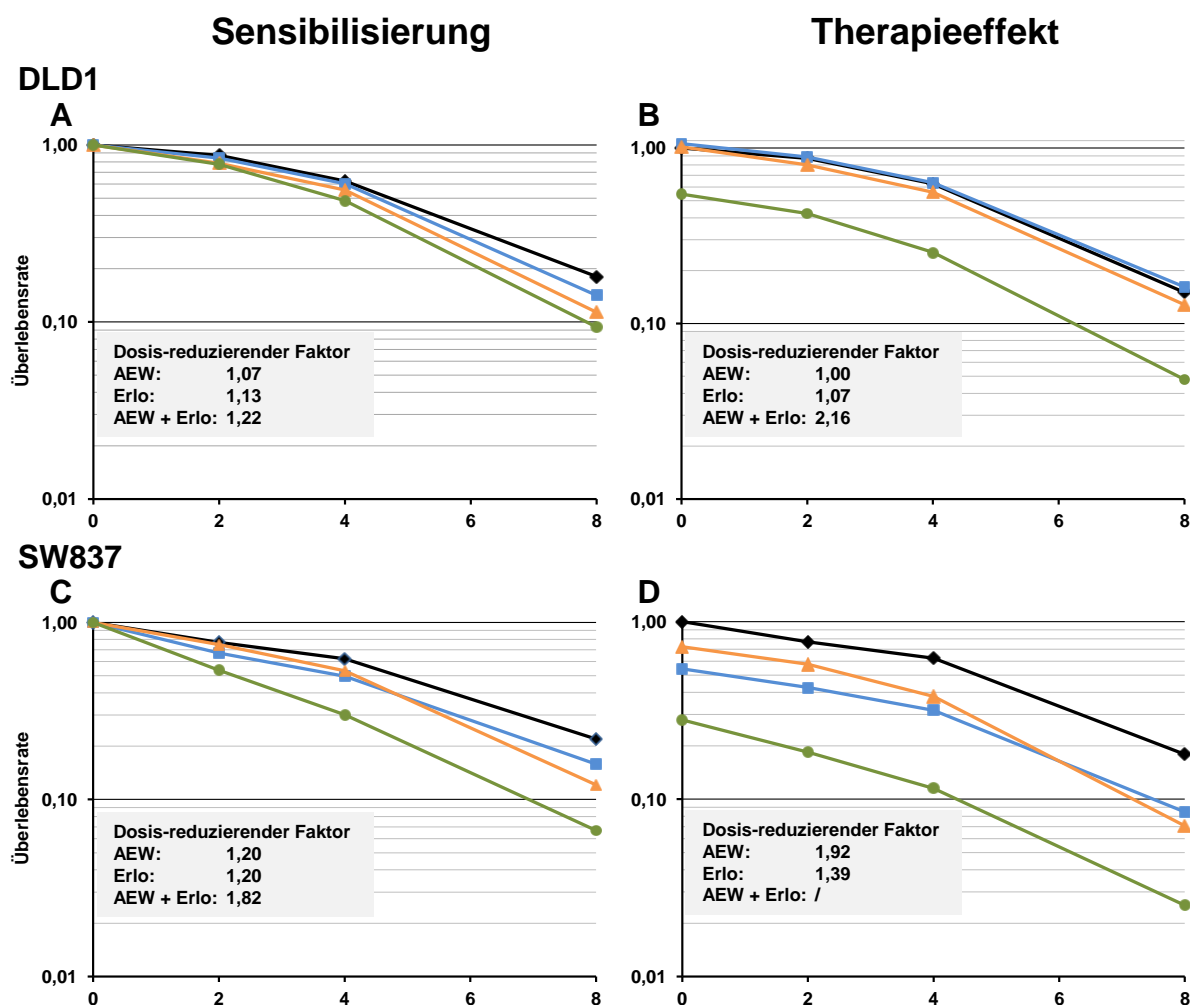 Sensibilisierung
Therapieeffekt
DLD1
A
B
1,00
0,10
0,01
Überlebensrate
Dosis-reduzierender Faktor
AEW: 1,07
Erlo: 1,13
AEW + Erlo: 1,22
0 2 4 6 8
1,00
0,10
0,01
Dosis-reduzierender Faktor
AEW: 1,00
Erlo: 1,07
AEW + Erlo: 2,16
0 2 4 6 8
SW837
C
D
1,00
0,10
0,01
Überlebensrate
Dosis-reduzierender Faktor
AEW: 1,20
Erlo: 1,20
AEW + Erlo: 1,82
0 2 4 6 8
1,00
0,10
0,01
Dosis-reduzierender Faktor
AEW: 1,92
Erlo: 1,39
AEW + Erlo: /
0 2 4 6 8